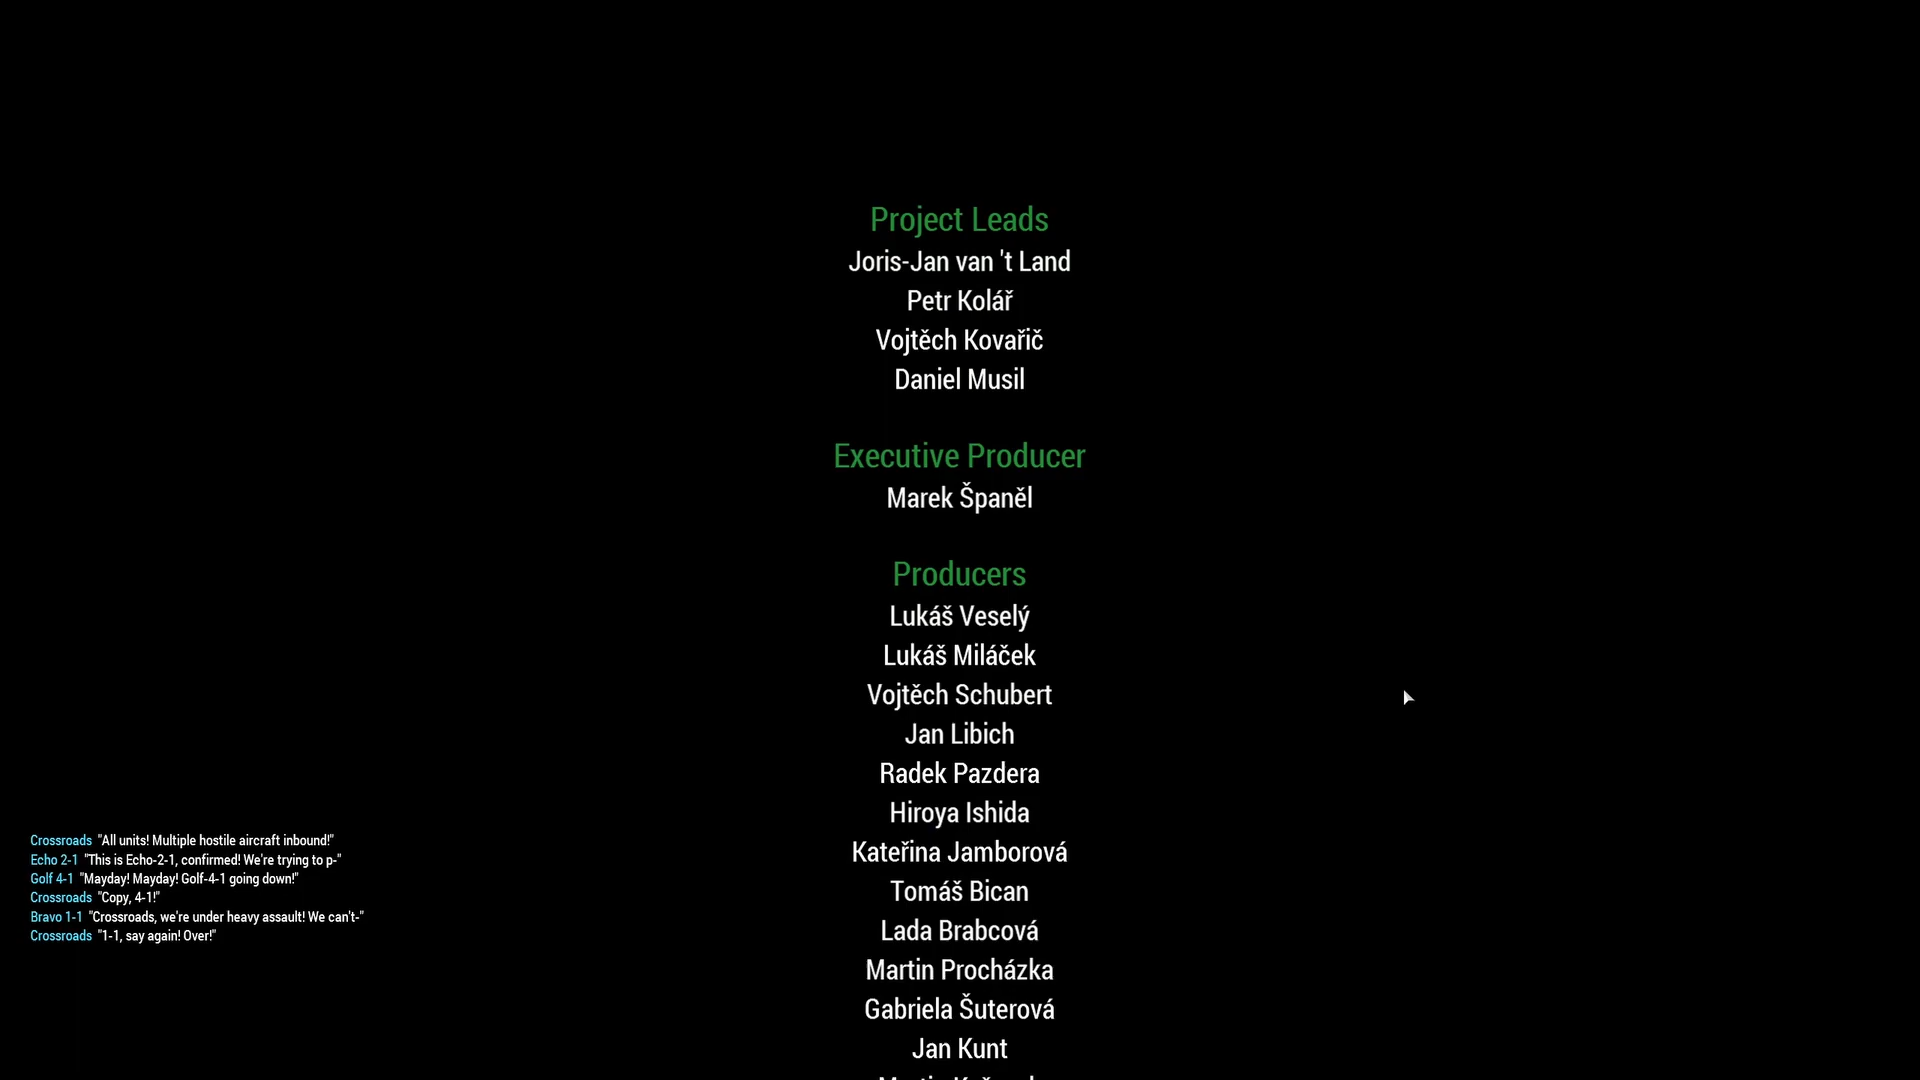 Project Leads
Joris-Jan van 't Land
Petr Kolář
Vojtěch Kovařič
Daniel Musil
Executive Producer
Marek Španěl
Producers
Lukáš Veselý
Lukáš Miláček
Vojtěch Schubert
Jan Libich
Radek Pazdera
Hiroya Ishida
Kateřina Jamborová
Tomáš Bican
Lada Brabcová
Martin Procházka
Gabriela Šuterová
Jan Kunt
Crossroads "All units! Multiple hostile aircraft inbound!"
Echo 2-1 "This is Echo-2-1, confirmed! We're trying to p-"
Golf 4-1 "Mayday! Mayday! Golf-4-1 going down!"
Crossroads "Copy, 4-1!"
Bravo 1-1 "Crossroads, we're under heavy assault! We can't-"
Crossroads "1-1, say again! Over!"